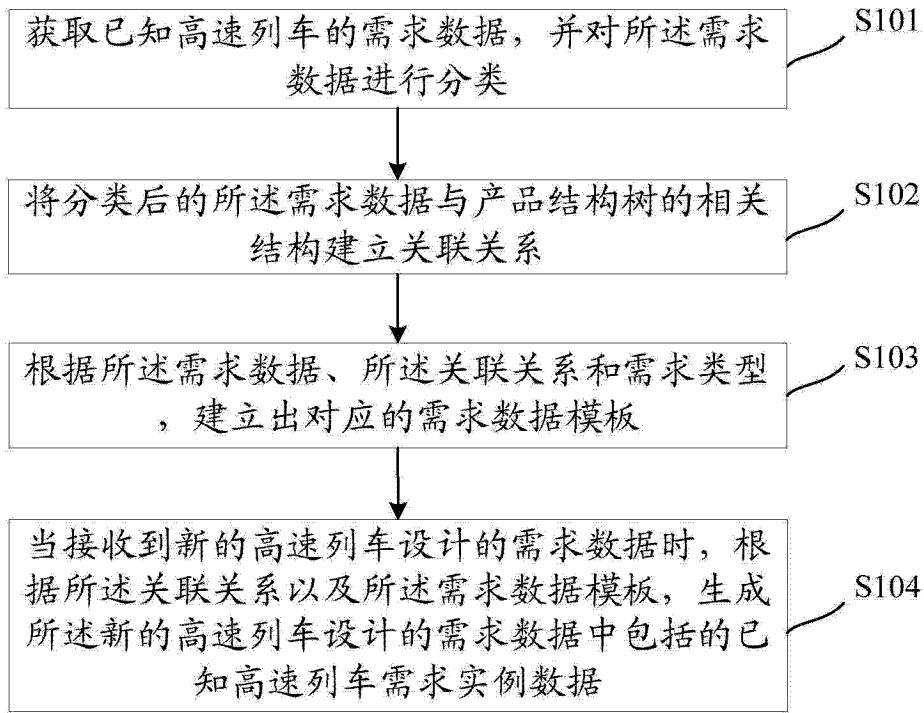 获取已知高速列车的需求数据，并对所述需求
数据进行分类
S101
将分类后的所述需求数据与产品结构树的相关
结构建立关联关系
S102
根据所述需求数据、所述关联关系和需求类型
，建立出对应的需求数据模板
S103
当接收到新的高速列车设计的需求数据时，根
据所述关联关系以及所述需求数据模板，生成
所述新的高速列车设计的需求数据中包括的已
知高速列车需求实例数据
S104